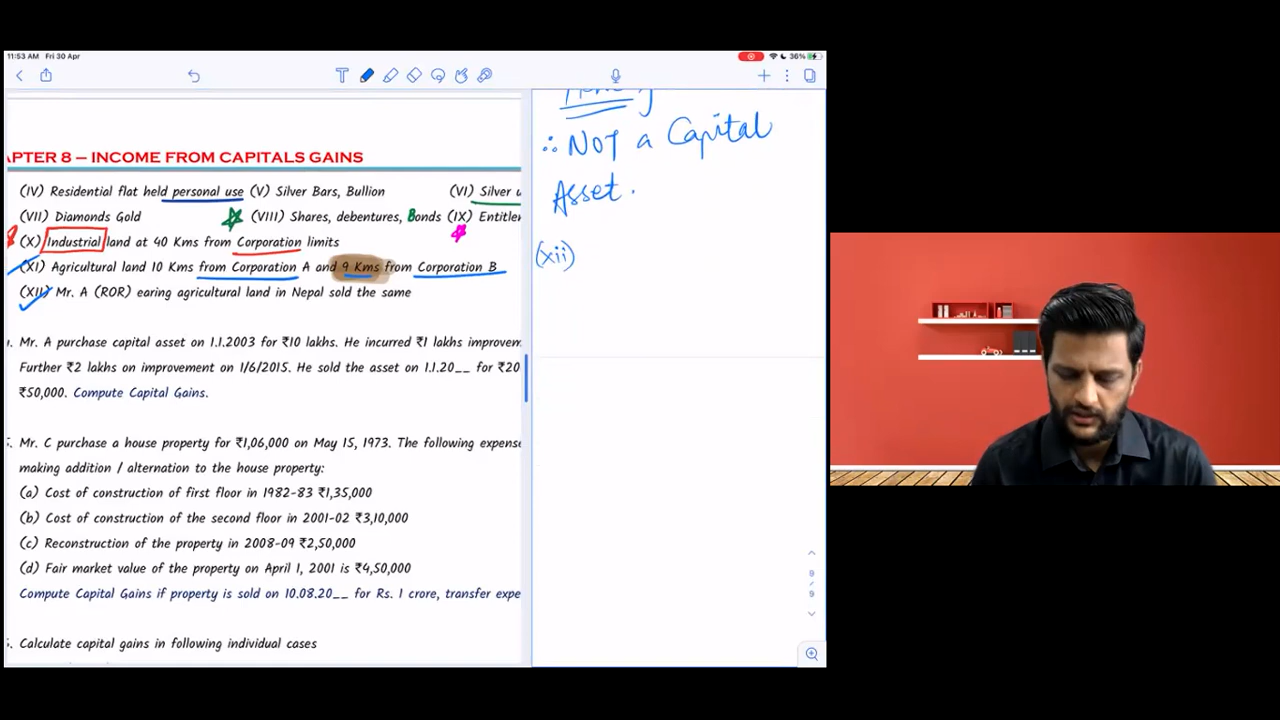 11:53 AM Fri 30 Apr
36%
APTER 8 – INCOME FROM CAPITALS GAINS
(IV) Residential flat held personal use (V) Silver Bars, Bullion (VI) Silver u
(VII) Diamonds Gold (VIII) Shares, debentures, Bonds (IX) Entitlen
(X) Industrial land at 40 Kms from Corporation limits
(XI) Agricultural land 10 Kms from Corporation A and 9 Kms from Corporation B
(XII) Mr. A (ROR) earing agricultural land in Nepal sold the same
Mr. A purchase capital asset on 1.1.2003 for ₹10 lakhs. He incurred ₹1 lakhs improvem
Further ₹2 lakhs on improvement on 1/6/2015. He sold the asset on 1.1.20__ for ₹20
₹50,000. Compute Capital Gains.
Mr. C purchase a house property for ₹1,06,000 on May 15, 1973. The following expense
making addition / alternation to the house property:
(a) Cost of construction of first floor in 1982-83 ₹1,35,000
(b) Cost of construction of the second floor in 2001-02 ₹3,10,000
(c) Reconstruction of the property in 2008-09 ₹2,50,000
(d) Fair market value of the property on April 1, 2001 is ₹4,50,000
Compute Capital Gains if property is sold on 10.08.20__ for Rs. 1 crore, transfer expe
Calculate capital gains in following individual cases
∴ NOT a Capital
Asset.
(xii)
9 / 9